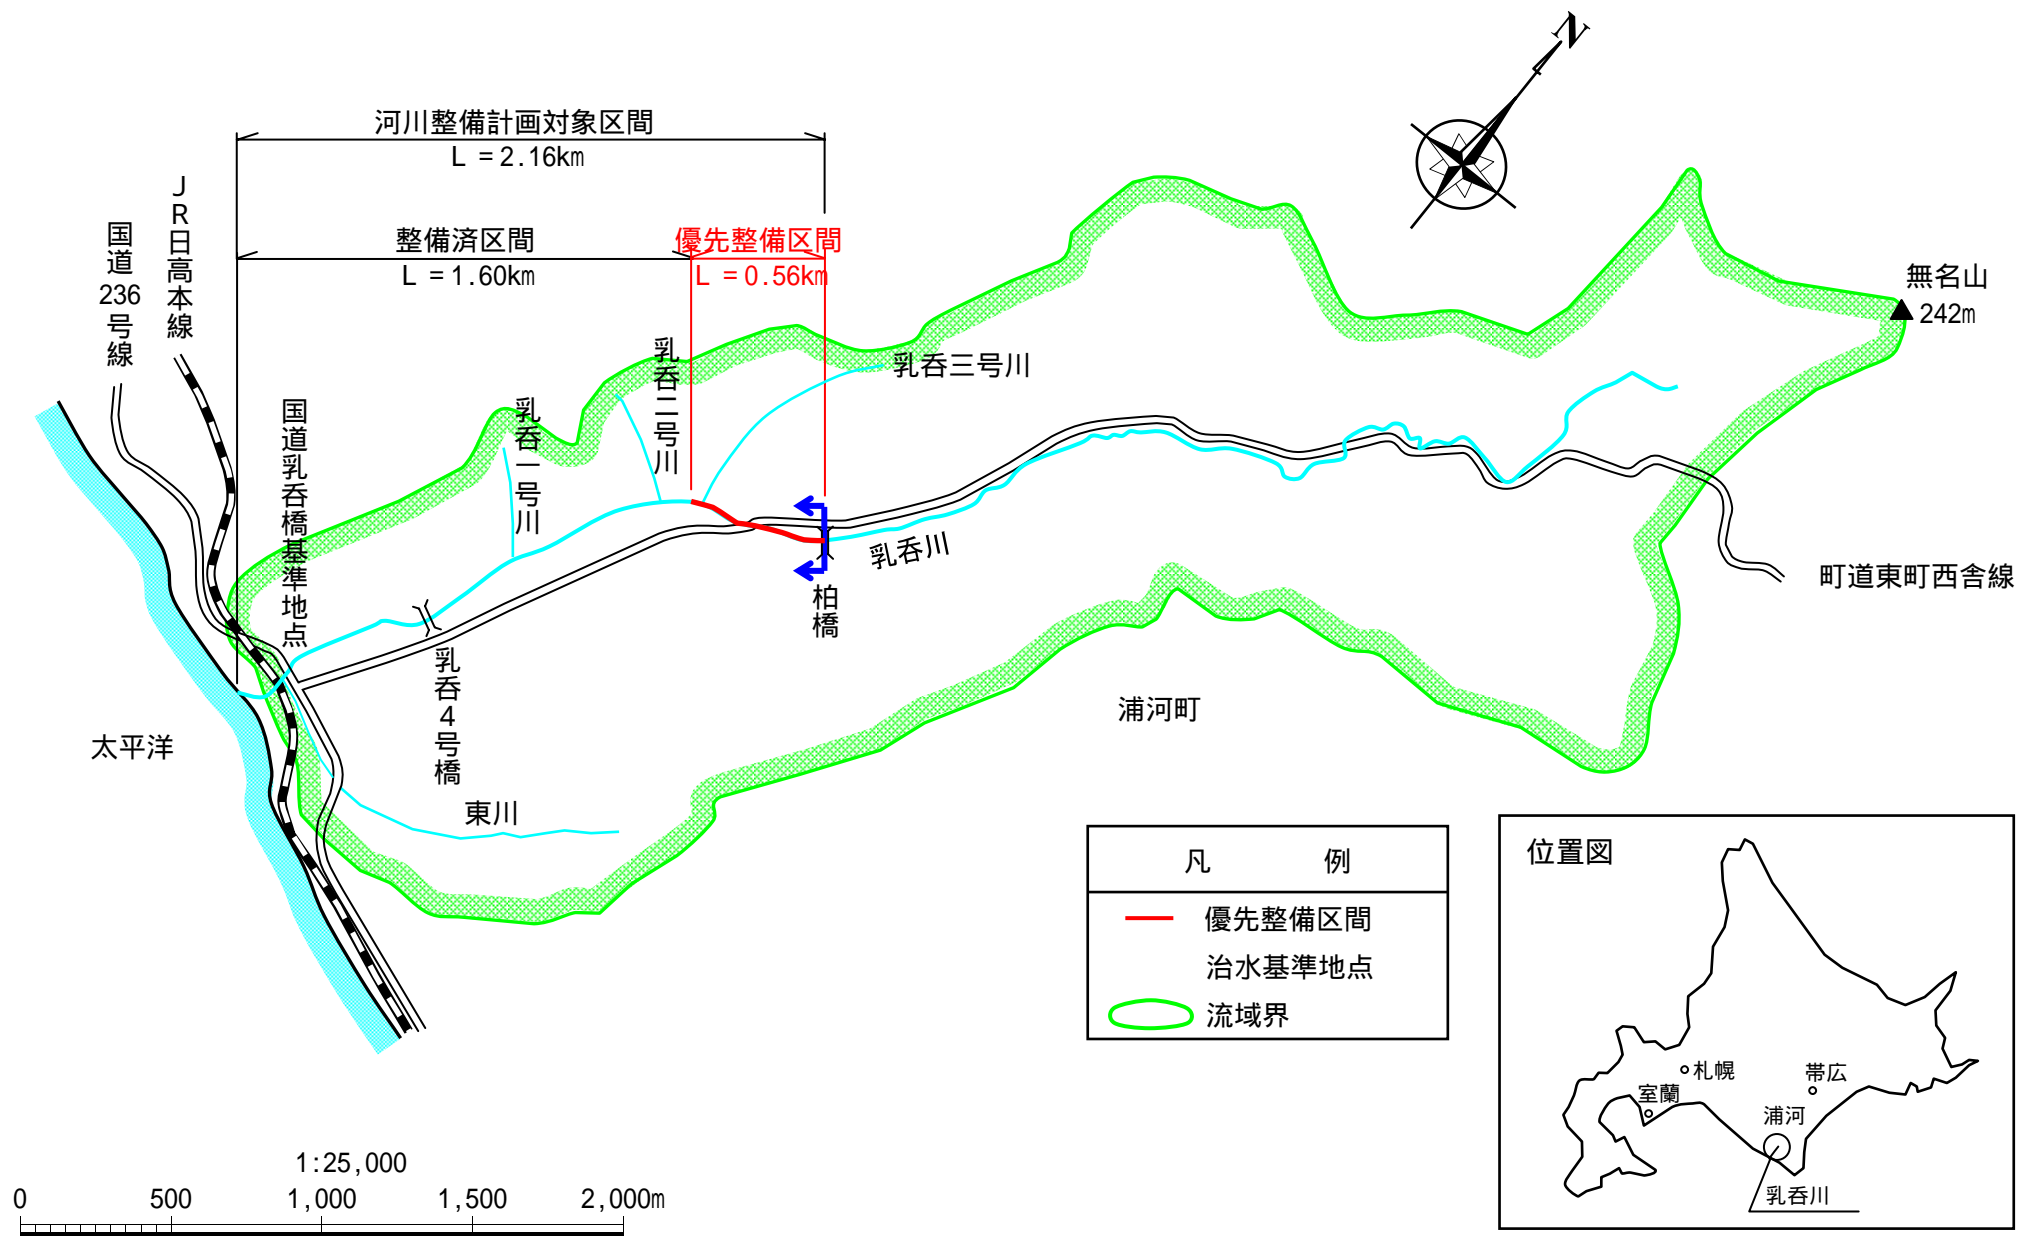 N
河川整備計画対象区間
L =2.16km
整備済区間
L =1.60km
優先整備区間
L =0.56km
国道236号線
JR日高本線
国道乳呑橋基準地点
乳呑一号川
乳呑二号川
乳呑三号川
無名山
242m
乳呑川
柏橋
町道東町西舎線
乳呑4号橋
浦河町
太平洋
東川
凡 例
優先整備区間
治水基準地点
流域界
位置図
札幌
帯広
室蘭
浦河
乳呑川
1:25,000
0 500 1,000 1,500 2,000m